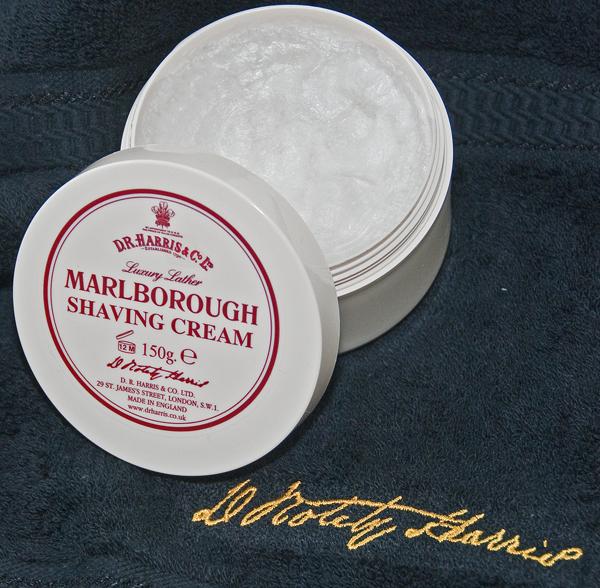 D.R.HARRIS & Co Ltd
Luxury Lather
MARLBOROUGH
SHAVING CREAM
12 M 150g. ℮
D. R. HARRIS & CO. LTD.
29 ST. JAMES'S STREET, LONDON, S.W.1.
MADE IN ENGLAND
www.drharris.co.uk
Harris